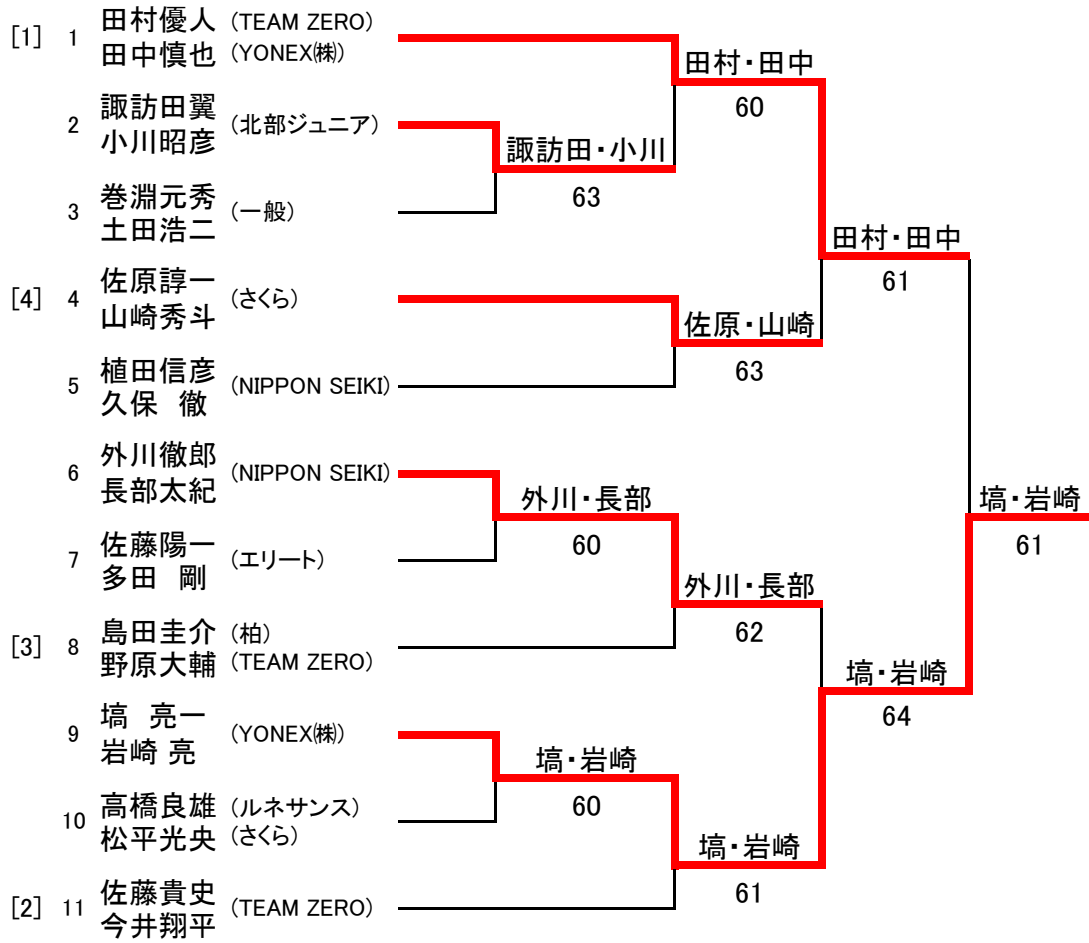 [1] 1 田村優人 (TEAM ZERO)
田中慎也 (YONEX㈱)
田村・田中
60
2 諏訪田翼
小川昭彦 (北部ジュニア)
諏訪田・小川
63
3 巻淵元秀
土田浩二 (一般)
田村・田中
61
[4] 4 佐原諄一
山崎秀斗 (さくら)
佐原・山崎
63
5 植田信彦
久保 徹 (NIPPON SEIKI)
6 外川徹郎
長部太紀 (NIPPON SEIKI)
外川・長部
60
塙・岩崎
61
7 佐藤陽一
多田 剛 (エリート)
外川・長部
62
[3] 8 島田圭介 (柏)
野原大輔 (TEAM ZERO)
塙・岩崎
64
9 塙 亮一
岩崎 亮 (YONEX㈱)
塙・岩崎
60
10 高橋良雄 (ルネサンス)
松平光央 (さくら)
塙・岩崎
61
[2] 11 佐藤貴史
今井翔平 (TEAM ZERO)